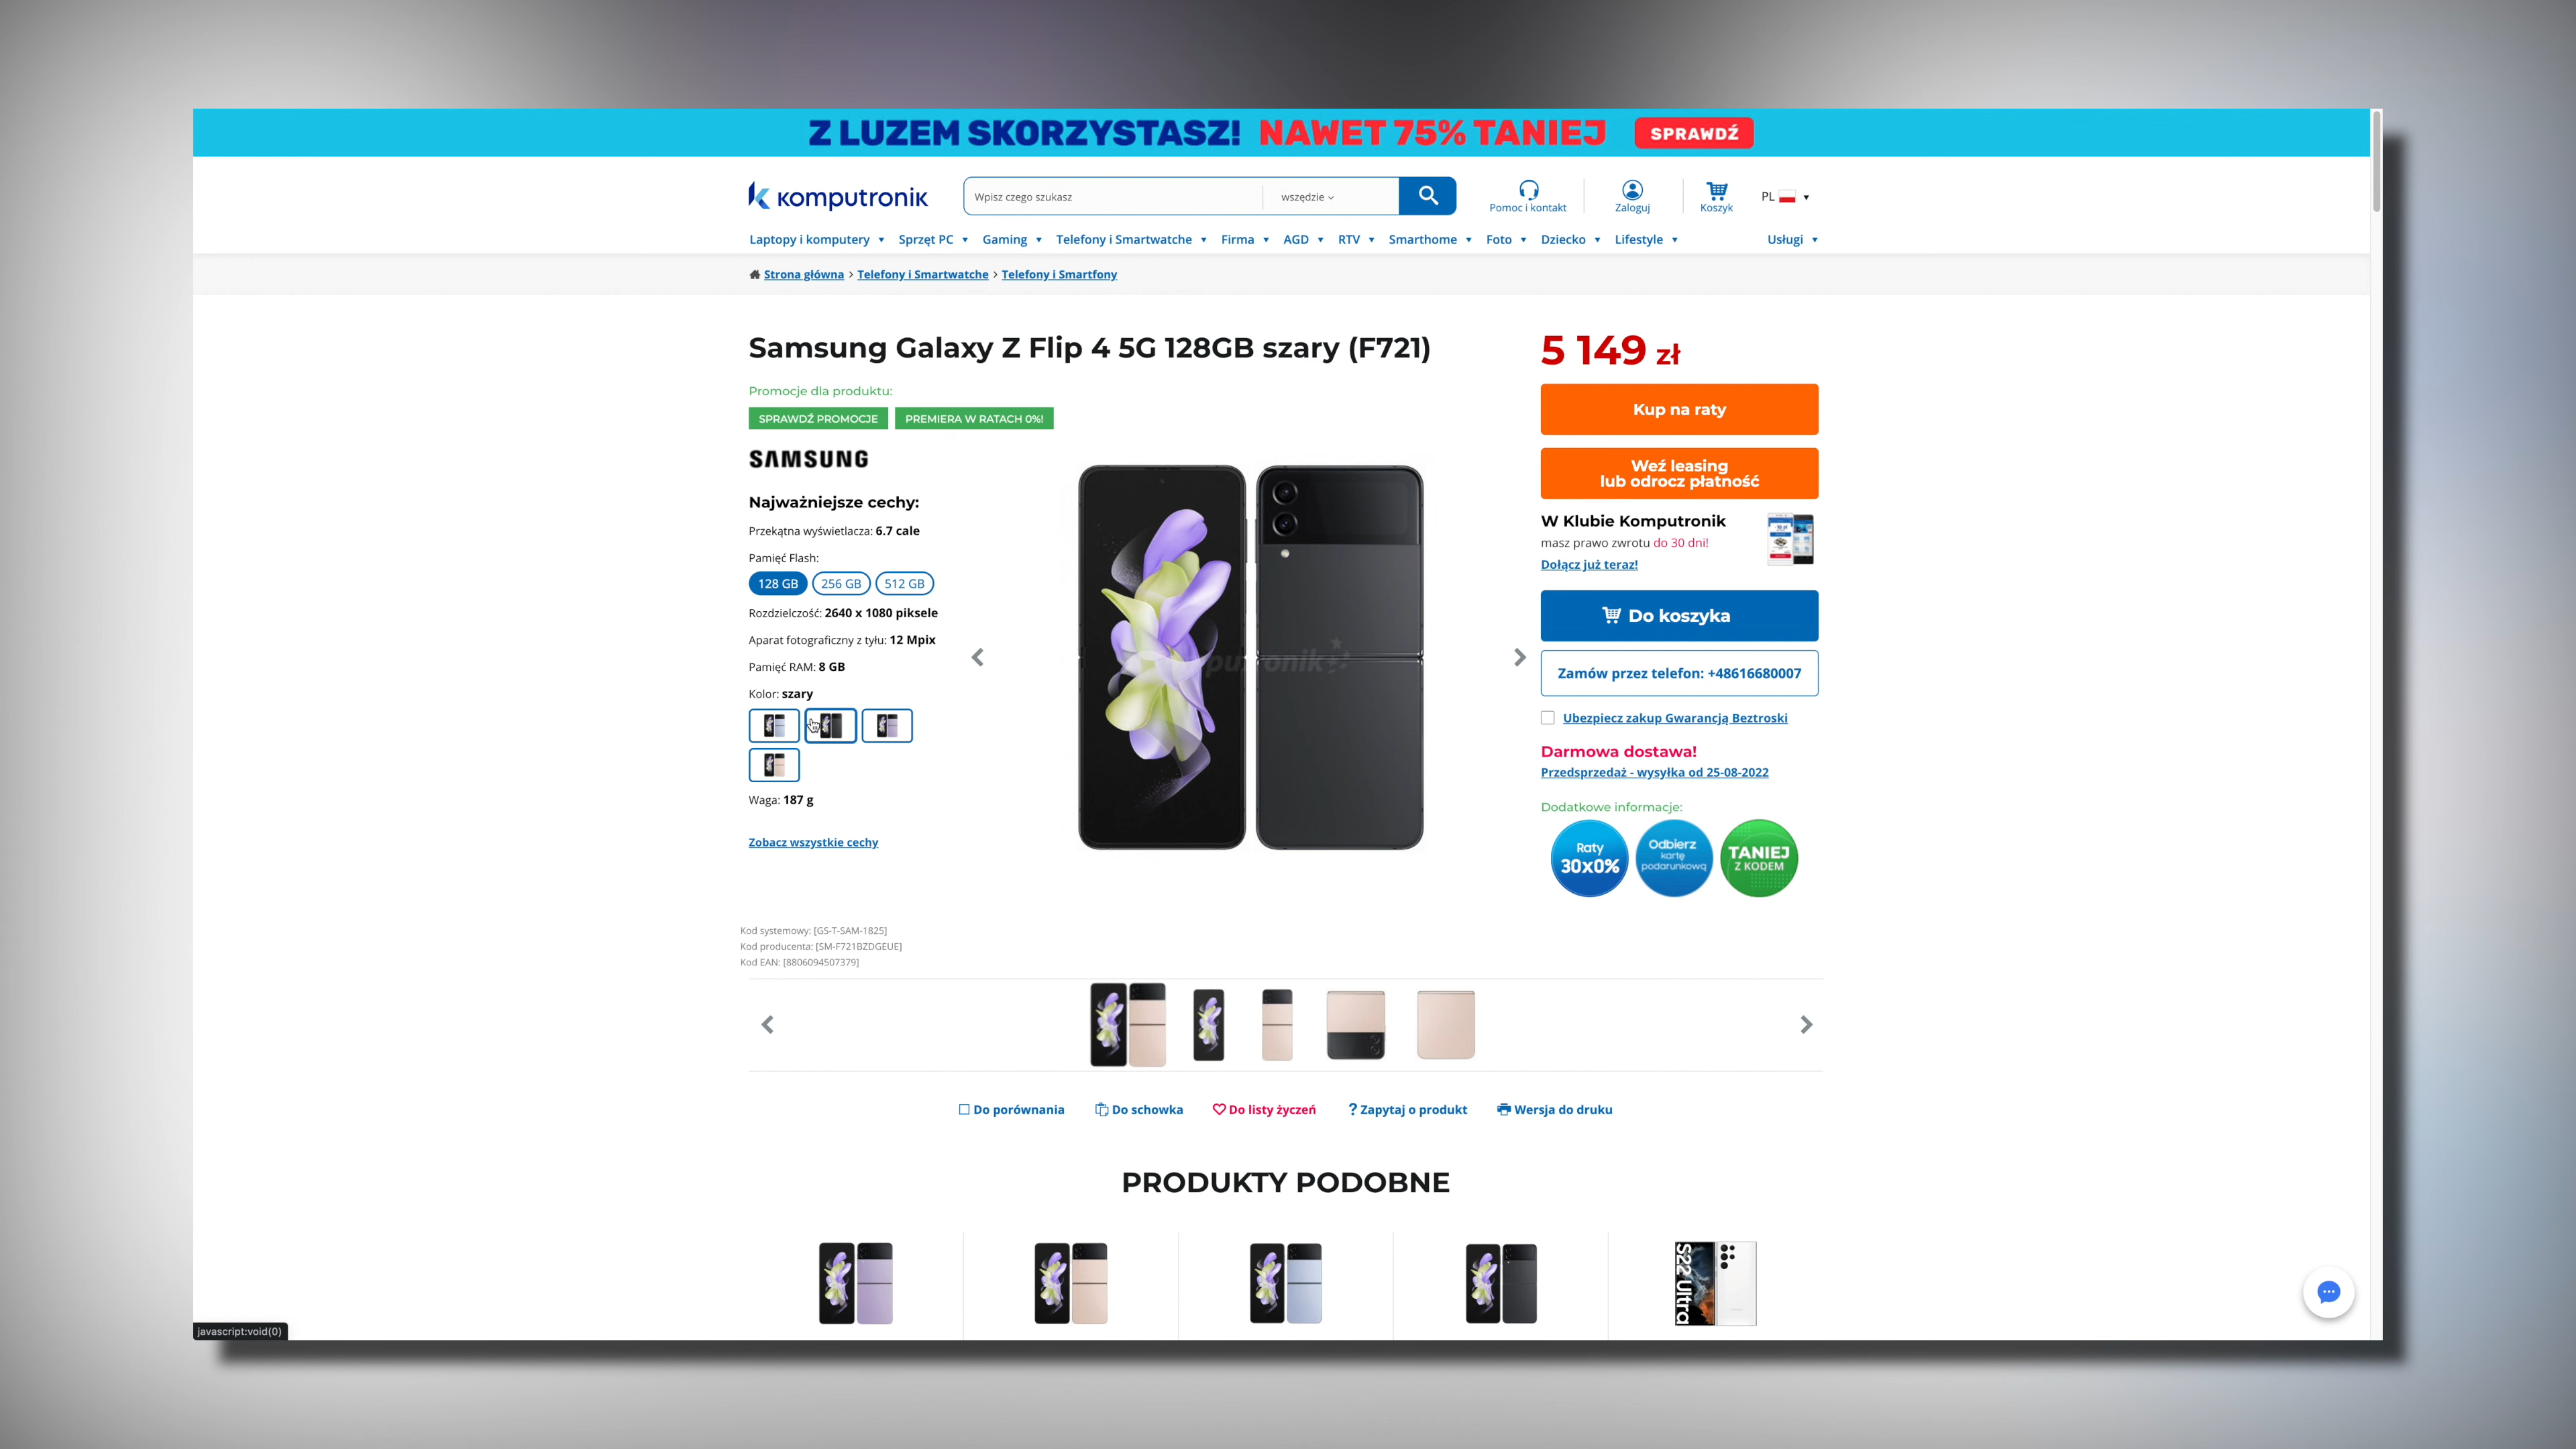 Z LUZEM SKORZYSTASZ! NAWET 75% TANIEJ SPRAWDŹ
komputronik
Wpisz czego szukasz
wszędzie
Pomoc i kontakt
Zaloguj
Koszyk
PL
Laptopy i komputery
Sprzęt PC
Gaming
Telefony i Smartwatche
Firma
AGD
RTV
Smarthome
Foto
Dziecko
Lifestyle
Usługi
Strona główna > Telefony i Smartwatche > Telefony i Smartfony
Samsung Galaxy Z Flip 4 5G 128GB szary (F721)
Promocje dla produktu:
SPRAWDŹ PROMOCJE
PREMIERA W RATACH 0%!
SAMSUNG
Najważniejsze cechy:
Przekątna wyświetlacza: 6.7 cale
Pamięć Flash:
128 GB 256 GB 512 GB
Rozdzielczość: 2640 x 1080 piksele
Aparat fotograficzny z tyłu: 12 Mpix
Pamięć RAM: 8 GB
Kolor: szary
Waga: 187 g
Zobacz wszystkie cechy
5 149 zł
Kup na raty
Weź leasing
lub odrocz płatność
W Klubie Komputronik
masz prawo zwrotu do 30 dni!
Dołącz już teraz!
Do koszyka
Zamów przez telefon: +48616680007
Ubezpiecz zakup Gwarancją Beztroski
Darmowa dostawa!
Przedsprzedaż - wysyłka od 25-08-2022
Dodatkowe informacje:
Raty
30x0%
Odbierz
kartę
podarunkową
TANIEJ
Z KODEM
Kod systemowy: [GS-T-SAM-1825]
Kod producenta: [SM-F721BZDGEUE]
Kod EAN: [8806094507379]
Do porównania
Do schowka
Do listy życzeń
? Zapytaj o produkt
Wersja do druku
PRODUKTY PODOBNE
S22 Ultra
javascript:void(0)